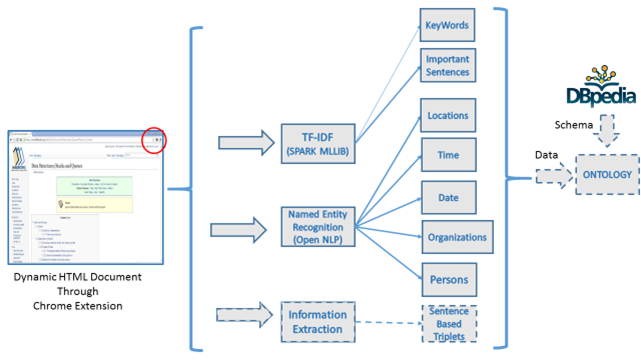 KeyWords
Important
Sentences
TF-IDF
(SPARK MLLIB)
Locations
Time
Named Entity
Recognition
(Open NLP)
Date
Organizations
Persons
Information
Extraction
Sentence
Based
Triplets
DBpedia
Schema
Data
ONTOLOGY
Data Structures/Stacks and Queues
Dynamic HTML Document
Through
Chrome Extension